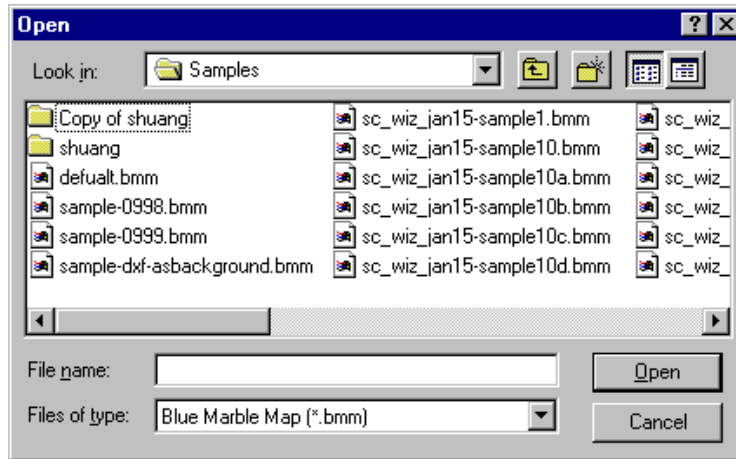 Open
Look in: Samples
Copy of shuang
shuang
defualt.bmm
sample-0998.bmm
sample-0999.bmm
sample-dxf-asbackground.bmm
sc_wiz_jan15-sample1.bmm
sc_wiz_jan15-sample10.bmm
sc_wiz_jan15-sample10a.bmm
sc_wiz_jan15-sample10b.bmm
sc_wiz_jan15-sample10c.bmm
sc_wiz_jan15-sample10d.bmm
sc_wiz_
sc_wiz_
sc_wiz_
sc_wiz_
sc_wiz_
sc_wiz_
File name: Open
Files of type: Blue Marble Map (*.bmm) Cancel